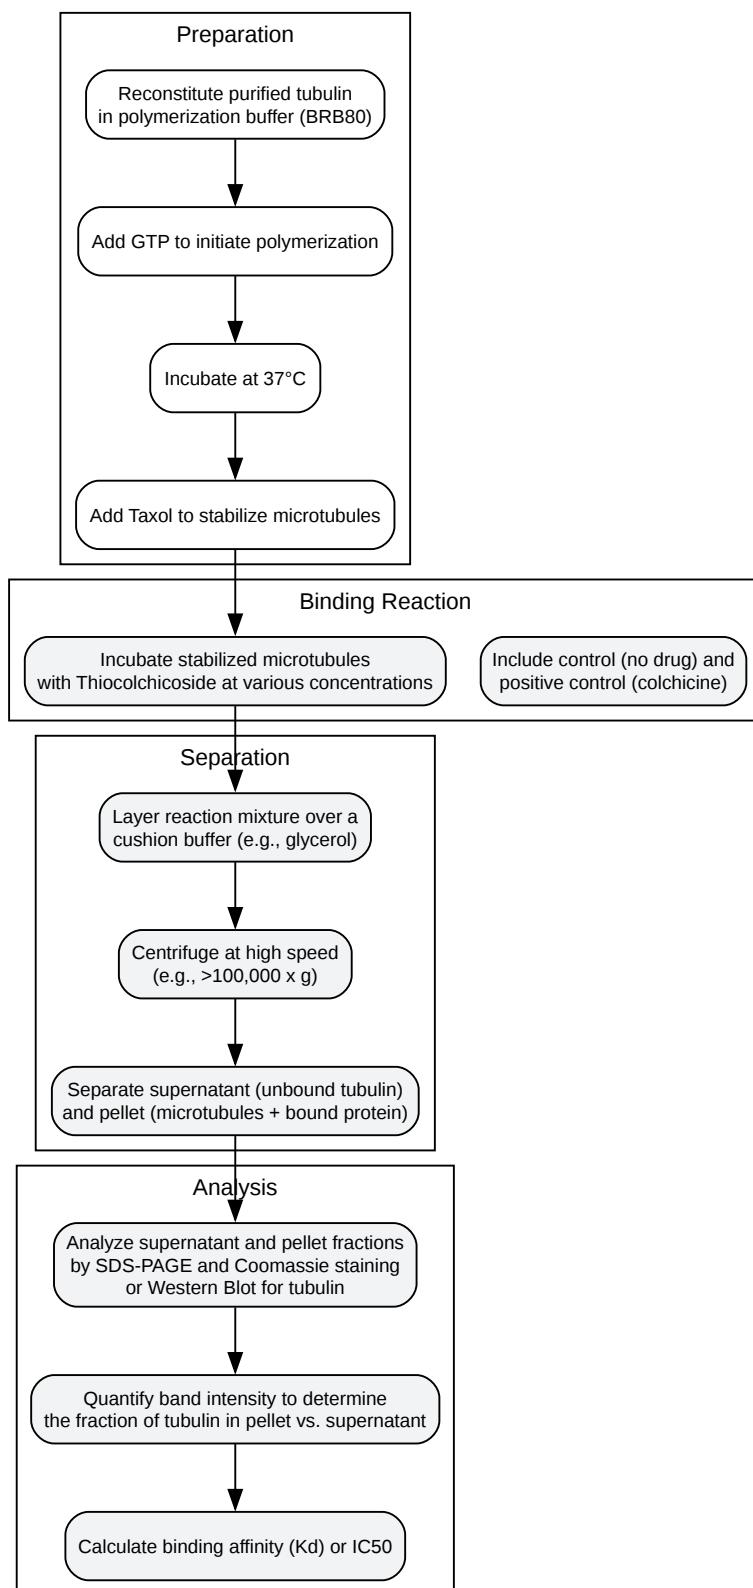 Preparation
Reconstitute purified tubulin
in polymerization buffer (BRB80)
Add GTP to initiate polymerization
Incubate at 37°C
Add Taxol to stabilize microtubules
Binding Reaction
Incubate stabilized microtubules
with Thiocolchicoside at various concentrations
Include control (no drug) and
positive control (colchicine)
Separation
Layer reaction mixture over a
cushion buffer (e.g., glycerol)
Centrifuge at high speed
(e.g., >100,000 x g)
Separate supernatant (unbound tubulin)
and pellet (microtubules + bound protein)
Analysis
Analyze supernatant and pellet fractions
by SDS-PAGE and Coomassie staining
or Western Blot for tubulin
Quantify band intensity to determine
the fraction of tubulin in pellet vs. supernatant
Calculate binding affinity (Kd) or IC50